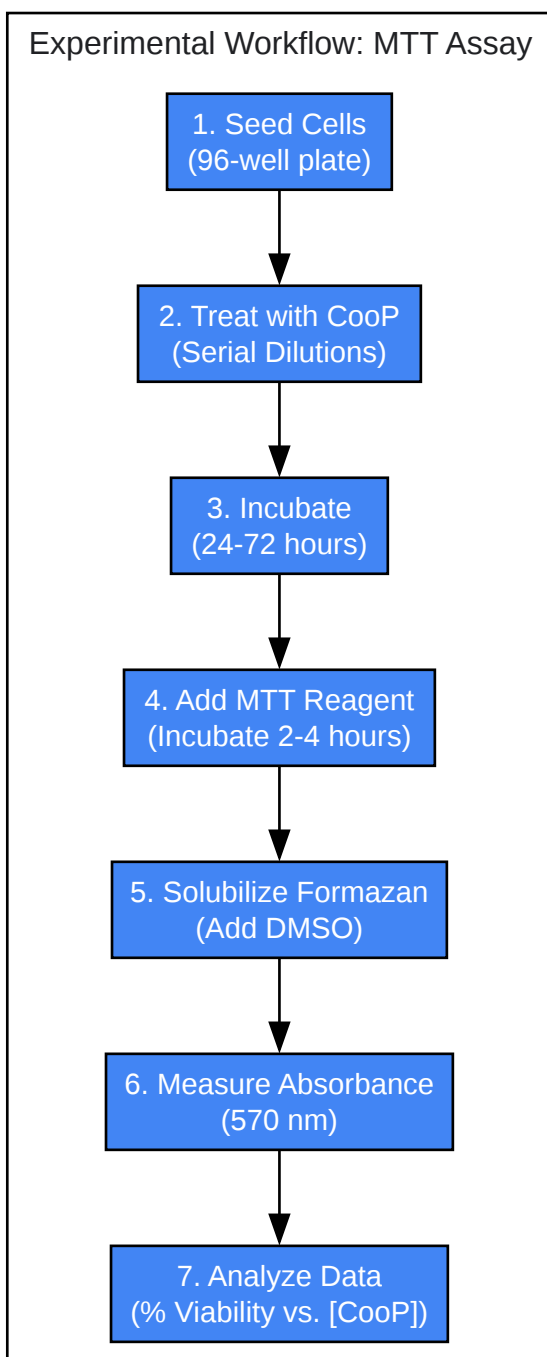 Experimental Workflow: MTT Assay
1. Seed Cells
(96-well plate)
2. Treat with CooP
(Serial Dilutions)
3. Incubate
(24-72 hours)
4. Add MTT Reagent
(Incubate 2-4 hours)
5. Solubilize Formazan
(Add DMSO)
6. Measure Absorbance
(570 nm)
7. Analyze Data
(% Viability vs. [CooP])